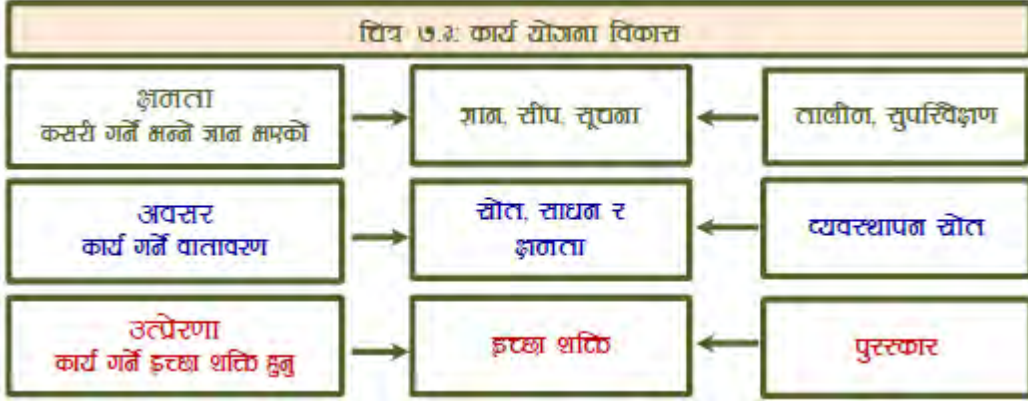 चित्र ७.२: कार्य योजना विकास
क्षमता
कसरी गर्ने भन्ने ज्ञान भएको
ज्ञान, सीप, सूचना
तालीम, सुपरिवेक्षण
अवसर
कार्य गर्ने वातावरण
स्रोत, साधन र
क्षमता
व्यवस्थापन स्रोत
उत्प्रेरणा
कार्य गर्ने इच्छा शक्ति हुनु
इच्छा शक्ति
पुरस्कार